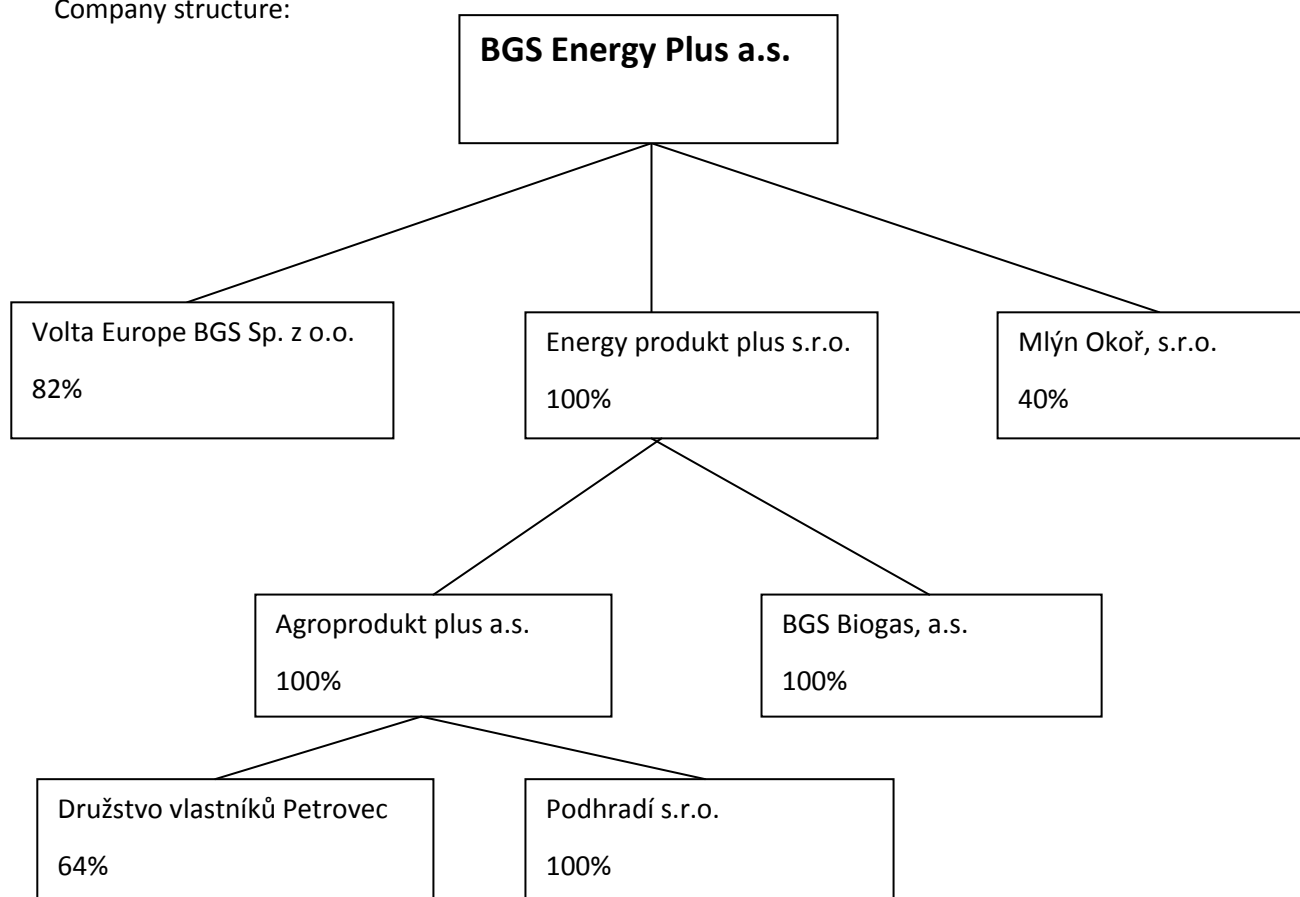 Company structure:
BGS Energy Plus a.s.
Volta Europe BGS Sp. z o.o.
82%
Energy produkt plus s.r.o.
100%
Mlýn Okoř, s.r.o.
40%
Agroprodukt plus a.s.
100%
BGS Biogas, a.s.
100%
Družstvo vlastníků Petrovec
64%
Podhradí s.r.o.
100%